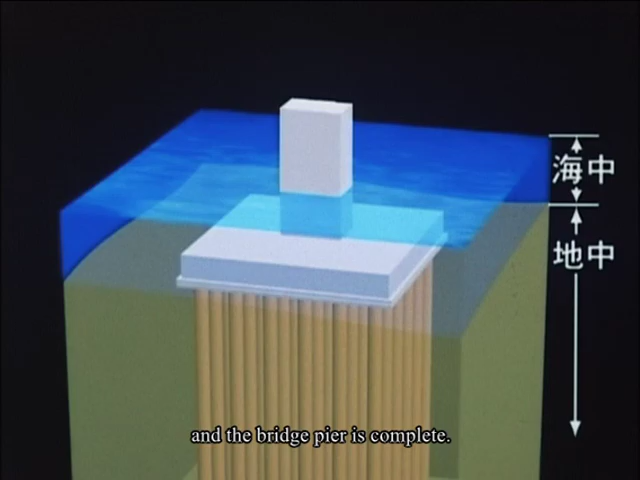 海中
地中
and the bridge pier is complete.